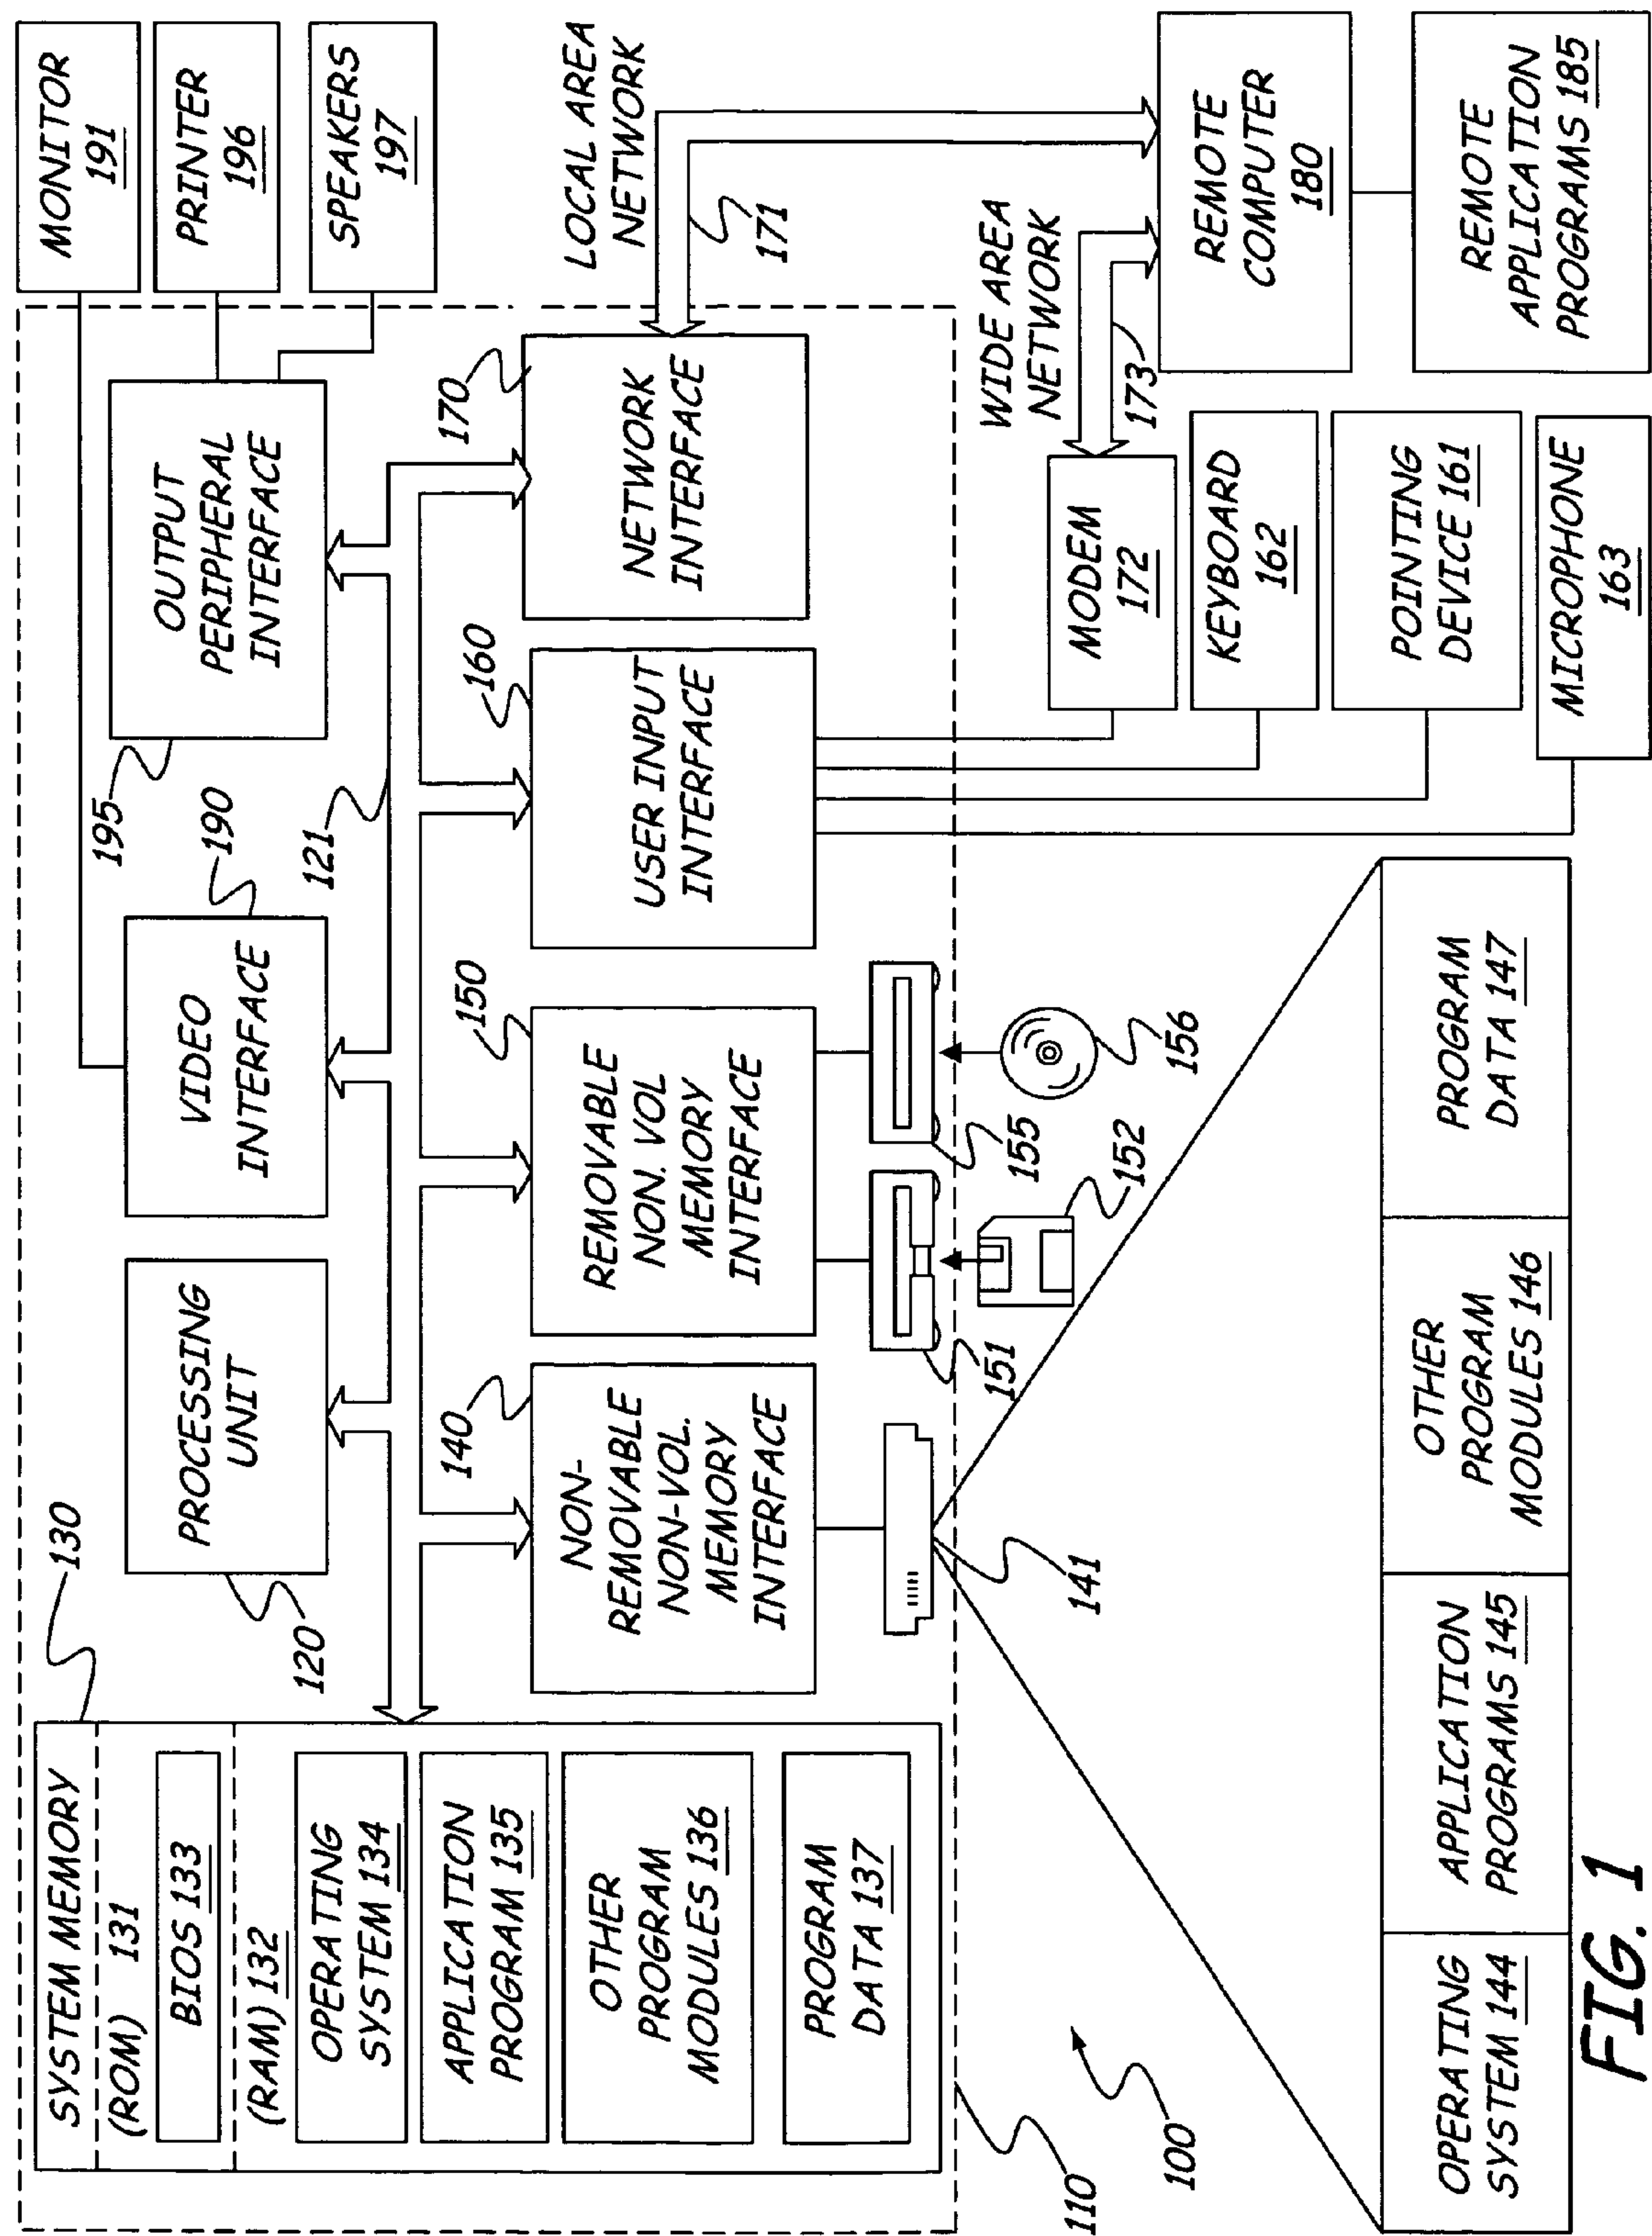 SYSTEM MEMORY
(ROM) 131
BIOS 133
(RAM) 132
OPERATING
SYSTEM 134
APPLICATION
PROGRAM 135
OTHER
PROGRAM
MODULES 136
PROGRAM
DATA 137
130
PROCESSING
UNIT
120
VIDEO
INTERFACE
190
OUTPUT
PERIPHERAL
INTERFACE
195
121
MONITOR
191
PRINTER
196
SPEAKERS
197
140
NON-
REMOVABLE
NON-VOL.
MEMORY
INTERFACE
150
REMOVABLE
NON. VOL
MEMORY
INTERFACE
160
USER INPUT
INTERFACE
170
NETWORK
INTERFACE
LOCAL AREA
NETWORK
171
WIDE AREA
NETWORK
173
141
151
152
155
156
MODEM
172
KEYBOARD
162
POINTING
DEVICE 161
MICROPHONE
163
REMOTE
COMPUTER
180
REMOTE
APPLICATION
PROGRAMS 185
110
100
OPERATING
SYSTEM 144
APPLICATION
PROGRAMS 145
OTHER
PROGRAM
MODULES 146
PROGRAM
DATA 147
FIG. 1